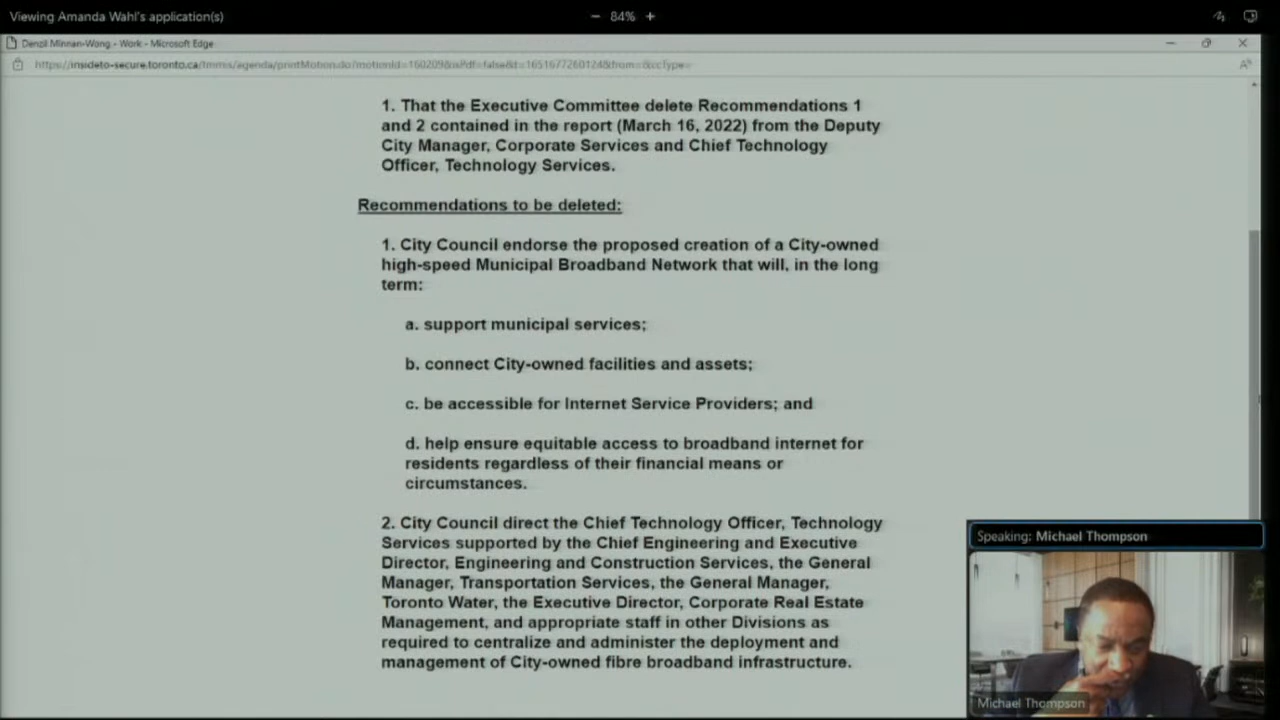 Viewing Amanda Wahl's application(s)
84%
Denzil Minnan-Wong - Work - Microsoft Edge
1. That the Executive Committee delete Recommendations 1
and 2 contained in the report (March 16, 2022) from the Deputy
City Manager, Corporate Services and Chief Technology
Officer, Technology Services.
Recommendations to be deleted:
1. City Council endorse the proposed creation of a City-owned
high-speed Municipal Broadband Network that will, in the long
term:
a. support municipal services;
b. connect City-owned facilities and assets;
c. be accessible for Internet Service Providers; and
d. help ensure equitable access to broadband internet for
residents regardless of their financial means or
circumstances.
2. City Council direct the Chief Technology Officer, Technology
Services supported by the Chief Engineering and Executive
Director, Engineering and Construction Services, the General
Manager, Transportation Services, the General Manager,
Toronto Water, the Executive Director, Corporate Real Estate
Management, and appropriate staff in other Divisions as
required to centralize and administer the deployment and
management of City-owned fibre broadband infrastructure.
Speaking: Michael Thompson
Michael Thompson